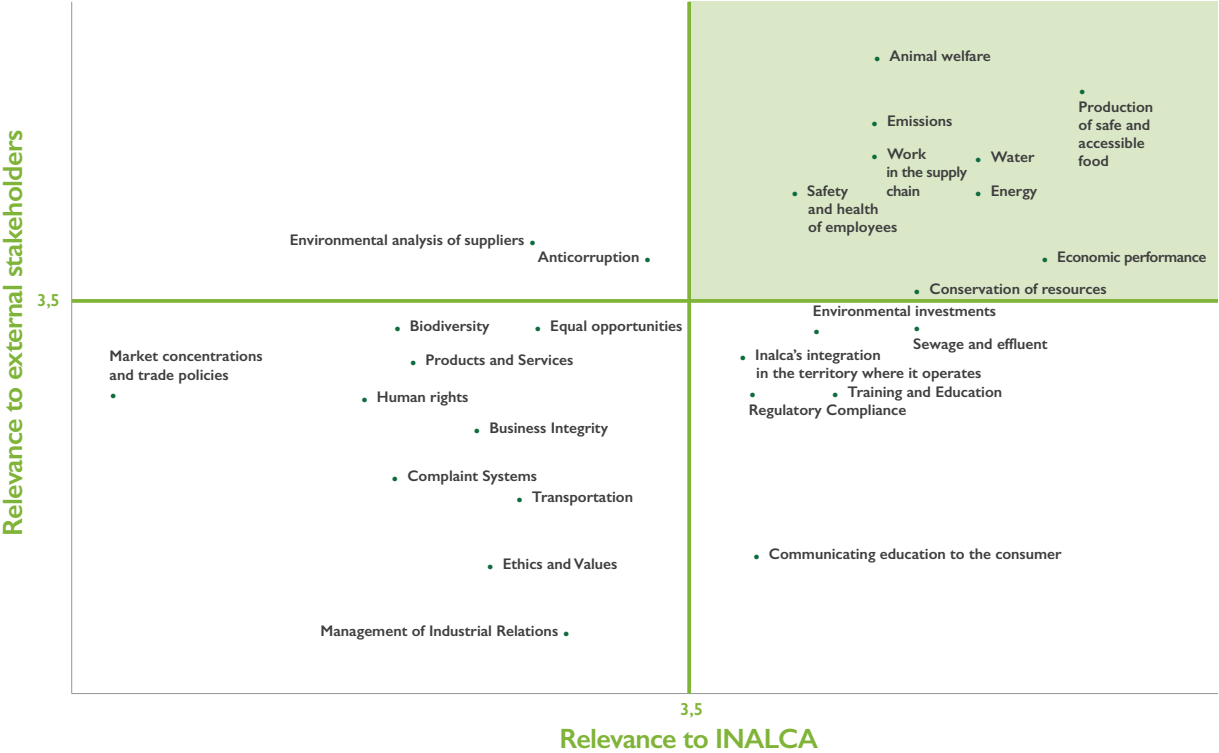 Relevance to external stakeholders
Animal welfare
Production
of safe and
accessible
food
Emissions
Work
in the supply
chain
Water
Energy
Safety
and health
of employees
Environmental analysis of suppliers
Anticorruption
Economic performance
Conservation of resources
3,5
Environmental investments
Biodiversity
Equal opportunities
Sewage and effluent
Market concentrations
and trade policies
Products and Services
Inalca's integration
in the territory where it operates
Human rights
Training and Education
Regulatory Compliance
Business Integrity
Complaint Systems
Transportation
Communicating education to the consumer
Ethics and Values
Management of Industrial Relations
3,5
Relevance to INALCA